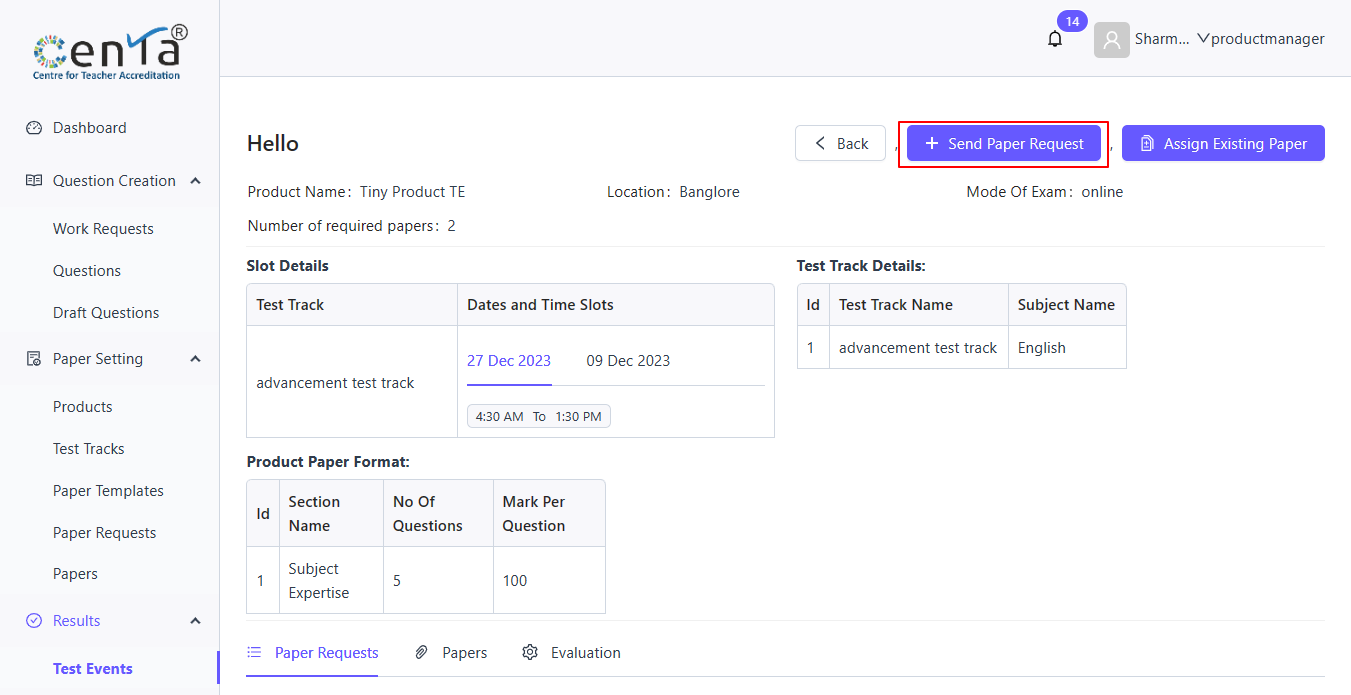 CENTA®
Centre for Teacher Accreditation
Dashboard
Question Creation
Work Requests
Questions
Draft Questions
Paper Setting
Products
Test Tracks
Paper Templates
Paper Requests
Papers
Results
Test Events
14
Sharm... productmanager
Hello
Back , + Send Paper Request , Assign Existing Paper
Product Name: Tiny Product TE Location: Banglore Mode Of Exam: online
Number of required papers: 2
Slot Details
Test Track Dates and Time Slots
27 Dec 2023 09 Dec 2023
advancement test track
4:30 AM To 1:30 PM
Test Track Details:
Id Test Track Name Subject Name
1 advancement test track English
Product Paper Format:
Id Section Name No Of Questions Mark Per Question
1 Subject Expertise 5 100
Paper Requests Papers Evaluation